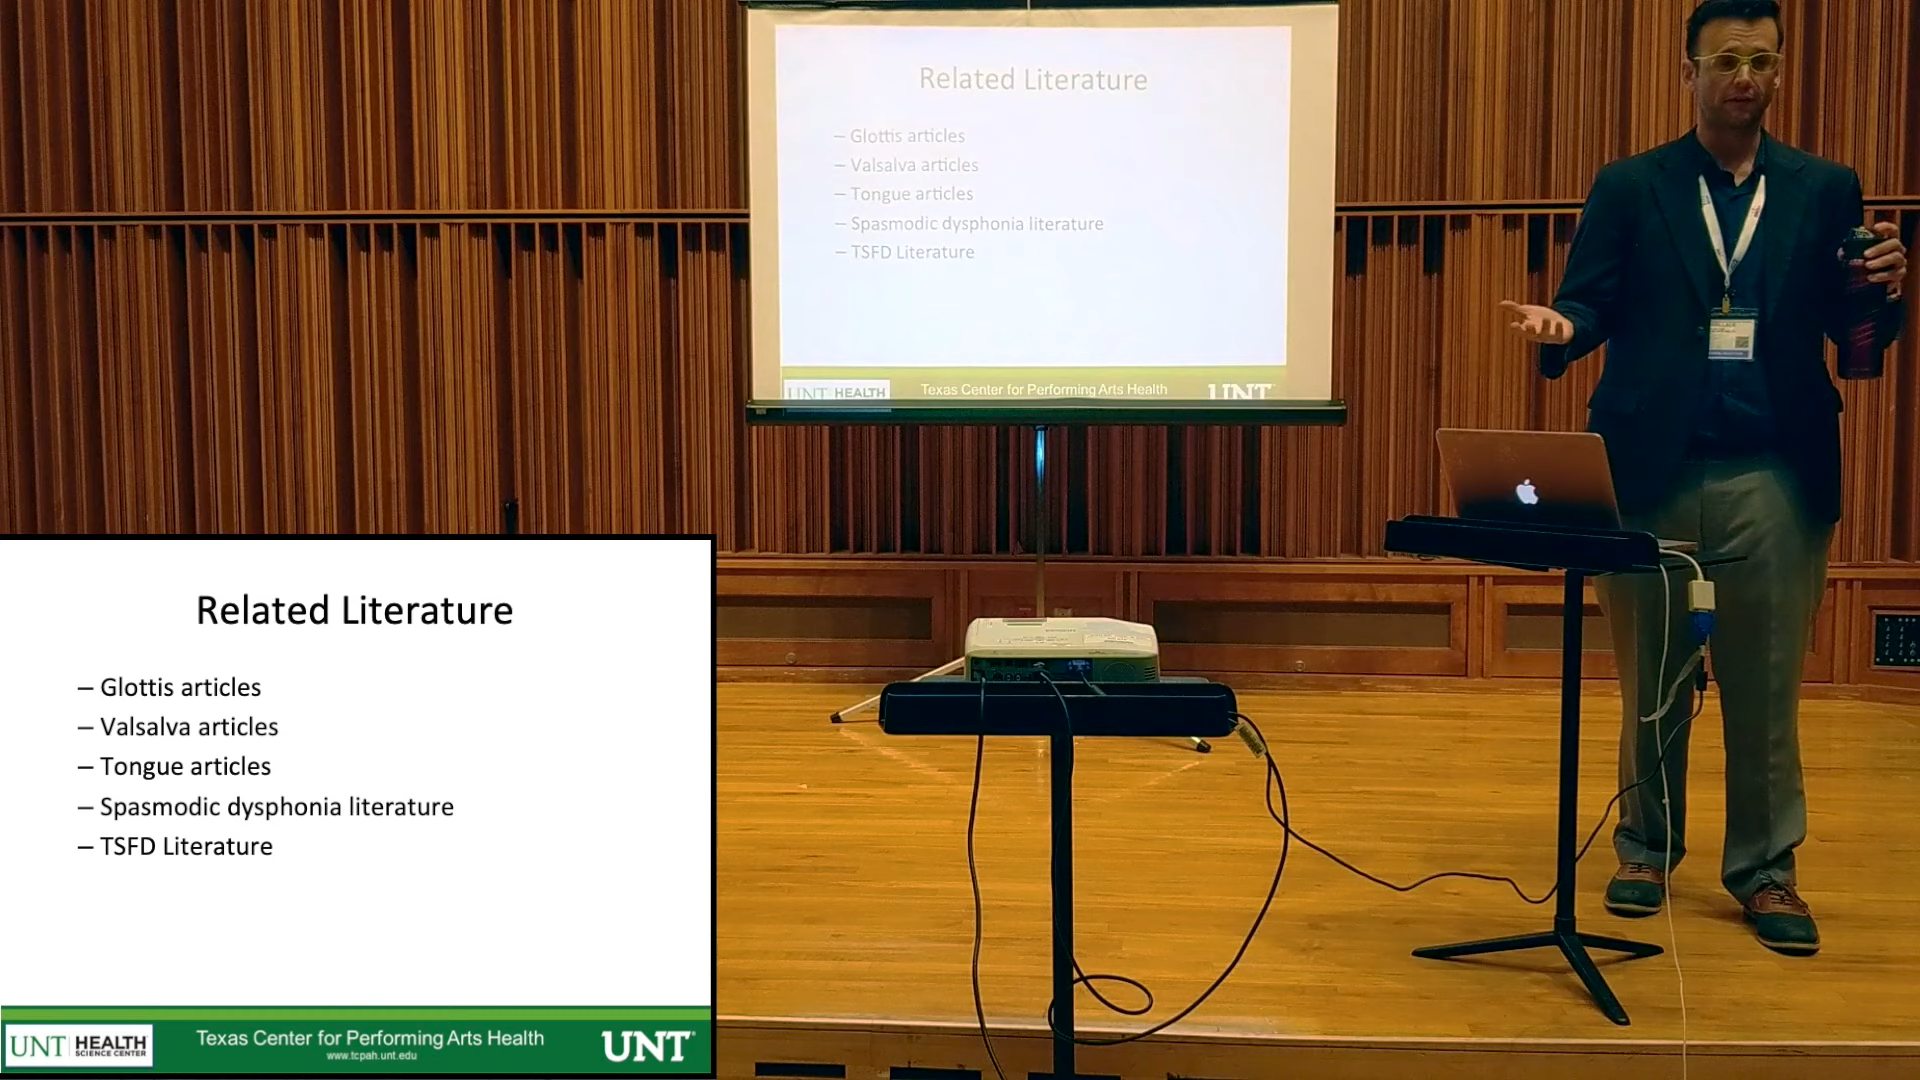 Related Literature
– Glottis articles
– Valsalva articles
– Tongue articles
– Spasmodic dysphonia literature
– TSFD Literature
UNT HEALTH
Texas Center for Performing Arts Health
UNT
Related Literature
– Glottis articles
– Valsalva articles
– Tongue articles
– Spasmodic dysphonia literature
– TSFD Literature
UNT HEALTH
SCIENCE CENTER
Texas Center for Performing Arts Health
www.tcpah.unt.edu
UNT